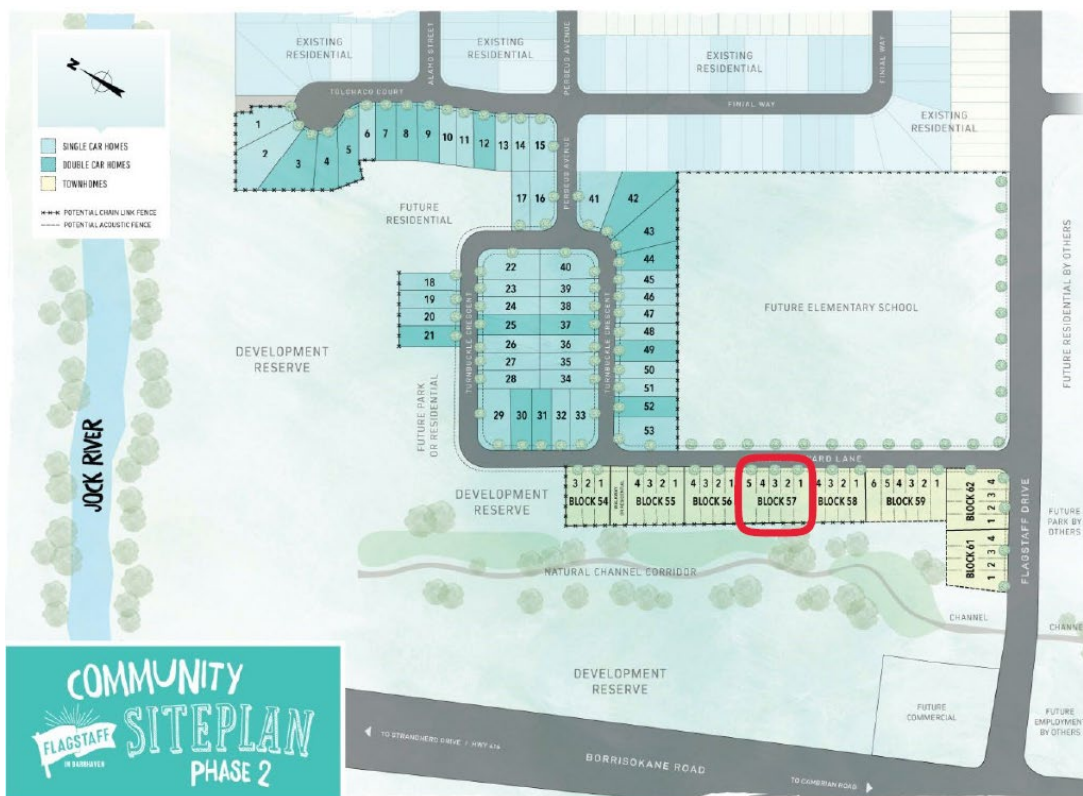 EXISTING
RESIDENTIAL
EXISTING
RESIDENTIAL
EXISTING
RESIDENTIAL
EXISTING
RESIDENTIAL
ALAMO STREET
PERSEUS AVENUE
FINIAL WAY
TOLONACO COURT
FINIAL WAY
N
SINGLE CAR HOMES
DOUBLE CAR HOMES
TOWNHOMES
POTENTIAL CHAIN LINK FENCE
POTENTIAL ACOUSTIC FENCE
1
2
3
4
5
6
7
8
9
10
11
12
13
14
15
17
16
PERSEUS AVENUE
41
42
43
44
45
46
47
48
49
50
51
52
53
FUTURE
RESIDENTIAL
18
19
20
21
22
23
24
25
26
27
28
40
39
38
37
36
35
34
29
30
31
32
33
TURNBUCKLE CRESCENT
TURNBUCKLE CRESCENT
FUTURE ELEMENTARY SCHOOL
FUTURE RESIDENTIAL BY OTHERS
DEVELOPMENT
RESERVE
FUTURE PARK
OR RESIDENTIAL
JOCK RIVER
ARD LANE
DEVELOPMENT
RESERVE
3 2 1
BLOCK 54
4 3 2 1
BLOCK 55
4 3 2 1
BLOCK 56
5 4 3 2 1
BLOCK 57
4 3 2 1
BLOCK 58
6 5 4 3 2 1
BLOCK 59
BLOCK 62
1 2 3 4
BLOCK 61
1 2 3 4
FLAGSTAFF DRIVE
FUTURE
PARK BY
OTHERS
NATURAL CHANNEL CORRIDOR
CHANNEL
CHANNE
DEVELOPMENT
RESERVE
FUTURE
COMMERCIAL
FUTURE
EMPLOYMENT
BY OTHERS
TO STRANDHERD DRIVE / HWY 416
BORRISOKANE ROAD
TO CAMBRIAN ROAD
COMMUNITY
SITEPLAN
PHASE 2
FLAGSTAFF
IN BARRHAVEN